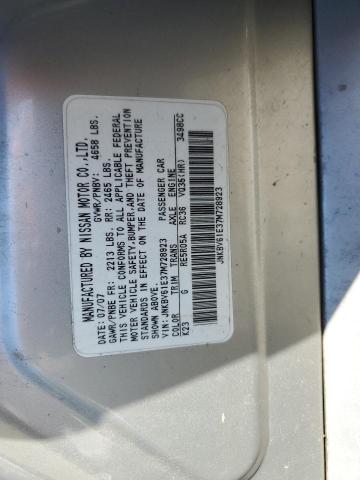 MANUFACTURED BY NISSAN MOTOR CO.,LTD.
DATE: 07/07 GVWR/PNBV: 4658 LBS.
GAWR/PNBE FR: 2213 LBS. RR: 2465 LBS.
THIS VEHICLE CONFORMS TO ALL APPLICABLE FEDERAL
MOTOR VEHICLE SAFETY,BUMPER,AND THEFT PREVENTION
STANDARDS IN EFFECT ON THE DATE OF MANUFACTURE
SHOWN ABOVE.
VIN: JNKBV61E37M728923 PASSENGER CAR
COLOR TRIM TRANS AXLE ENGINE
K23 G RE5R05A RC36 VQ35(HR) 3498CC
JNKBV61E37M728923